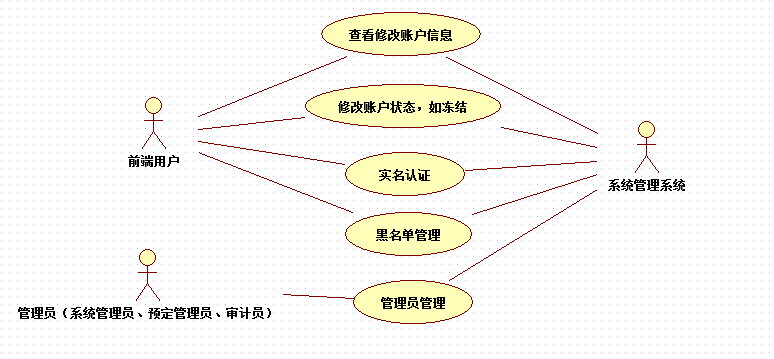 查看修改账户信息
修改账户状态，如冻结
前端用户
实名认证
系统管理系统
黑名单管理
管理员管理
管理员（系统管理员、预定管理员、审计员）